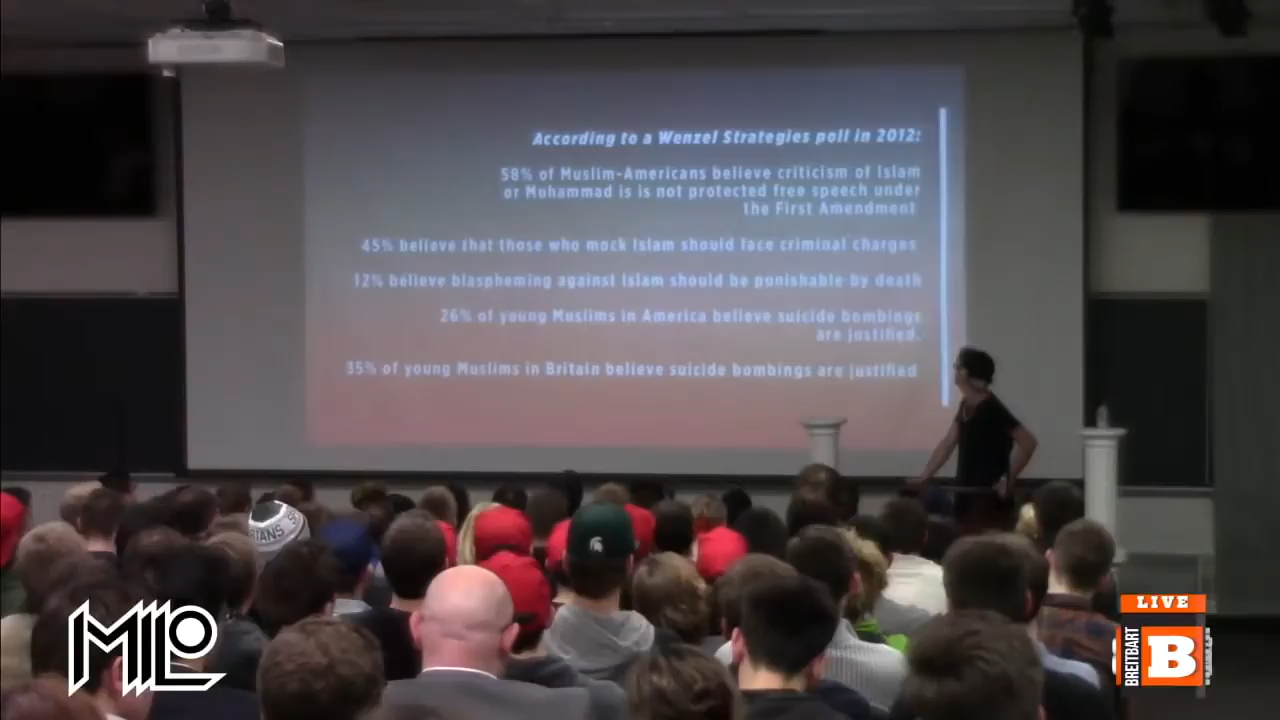 According to a Wenzel Strategies poll in 2012:
58% of Muslim-Americans believe criticism of Islam
or Muhammad is is not protected free speech under
the First Amendment
45% believe that those who mock Islam should face criminal charges
12% believe blaspheming against Islam should be punishable by death
26% of young Muslims in America believe suicide bombings
are justified.
35% of young Muslims in Britain believe suicide bombings are justified
MILO
LIVE
BREITBART
B